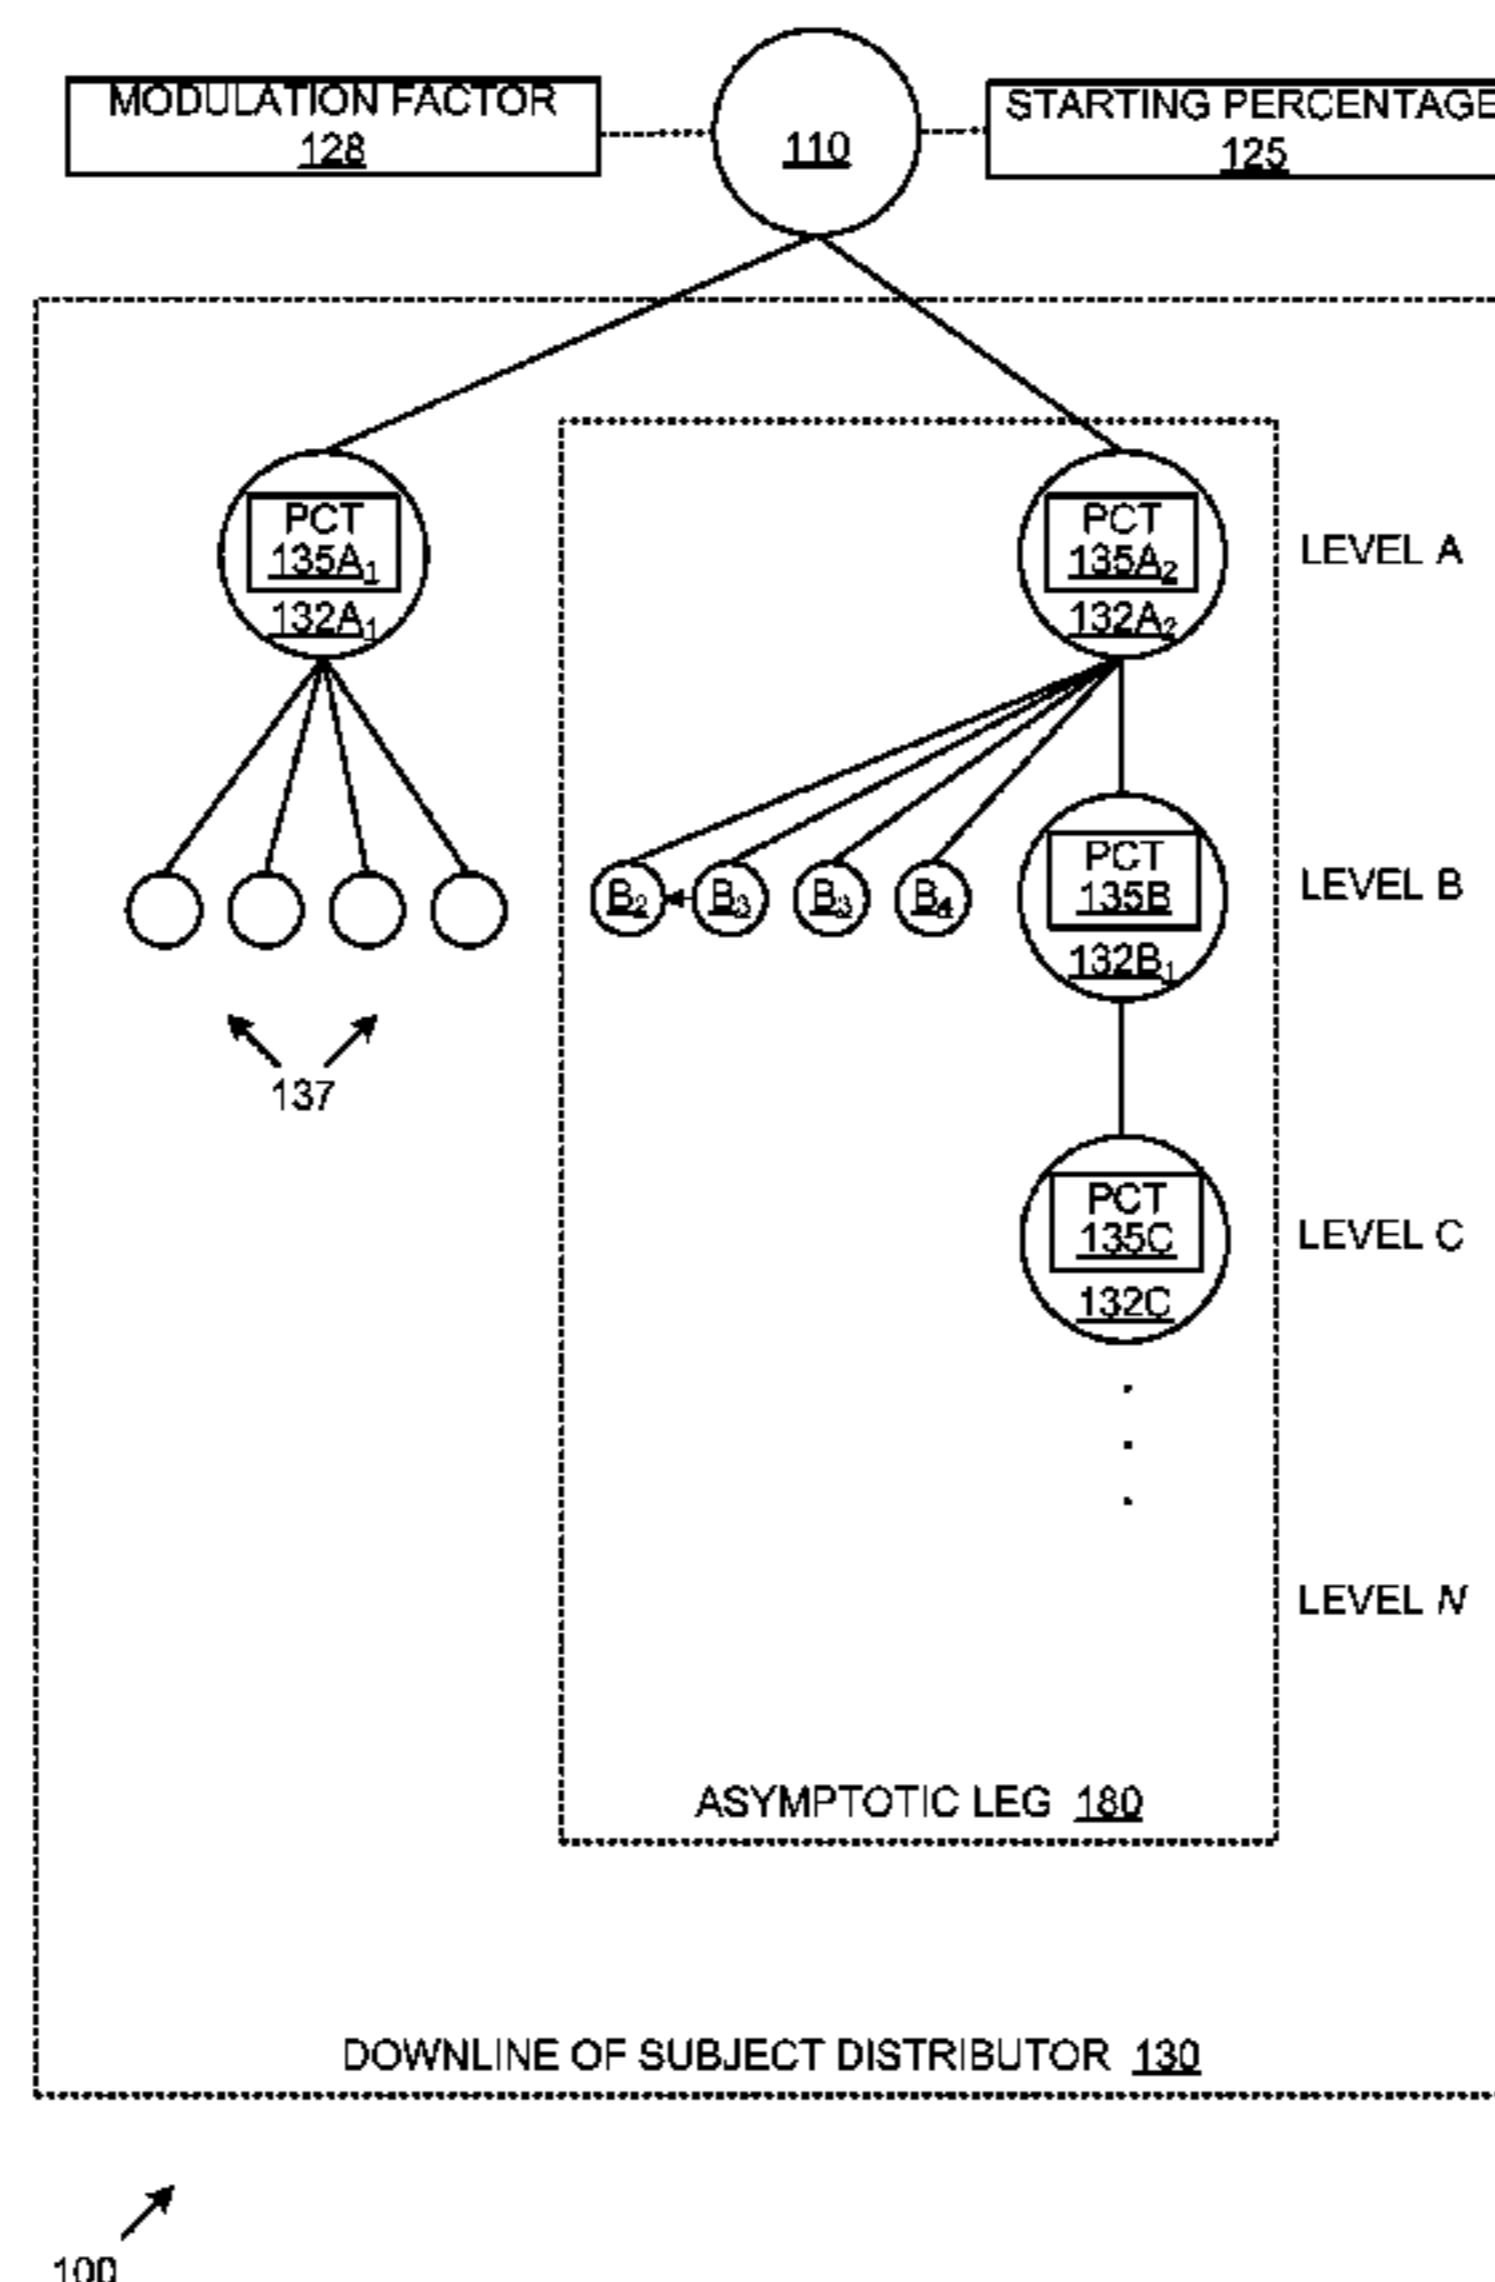 MODULATION FACTOR
128
110
STARTING PERCENTAGE
125
PCT
135A₁
132A₁
PCT
135A₂
132A₂
LEVEL A
B₂
B₃
B₃
B₄
PCT
135B
132B₁
LEVEL B
137
PCT
135C
132C
LEVEL C
.
.
.
LEVEL N
ASYMPTOTIC LEG 180
DOWNLINE OF SUBJECT DISTRIBUTOR 130
100